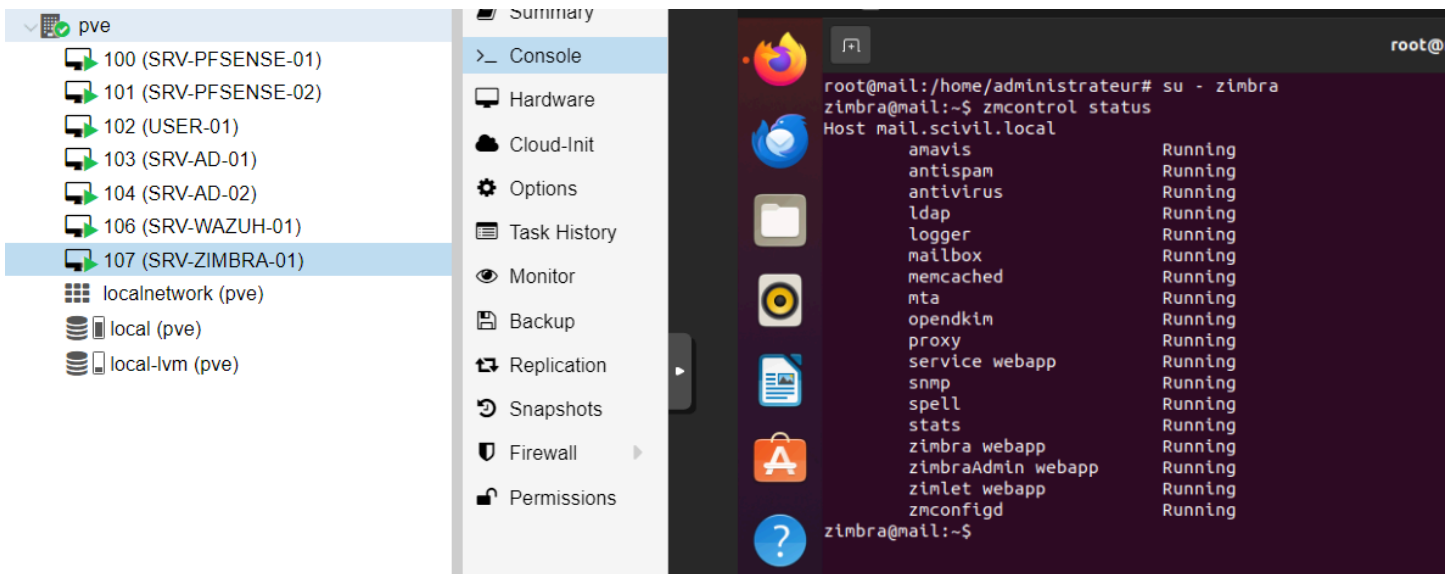 pve
100 (SRV-PFSENSE-01)
101 (SRV-PFSENSE-02)
102 (USER-01)
103 (SRV-AD-01)
104 (SRV-AD-02)
106 (SRV-WAZUH-01)
107 (SRV-ZIMBRA-01)
localnetwork (pve)
local (pve)
local-lvm (pve)
Summary
>_ Console
Hardware
Cloud-Init
Options
Task History
Monitor
Backup
Replication
Snapshots
Firewall
Permissions
root@
root@mail:/home/administrateur# su - zimbra
zimbra@mail:~$ zmcontrol status
Host mail.scivil.local
amavis Running
antispam Running
antivirus Running
ldap Running
logger Running
mailbox Running
memcached Running
mta Running
opendkim Running
proxy Running
service webapp Running
snmp Running
spell Running
stats Running
zimbra webapp Running
zimbraAdmin webapp Running
zimlet webapp Running
zmconfigd Running
zimbra@mail:~$